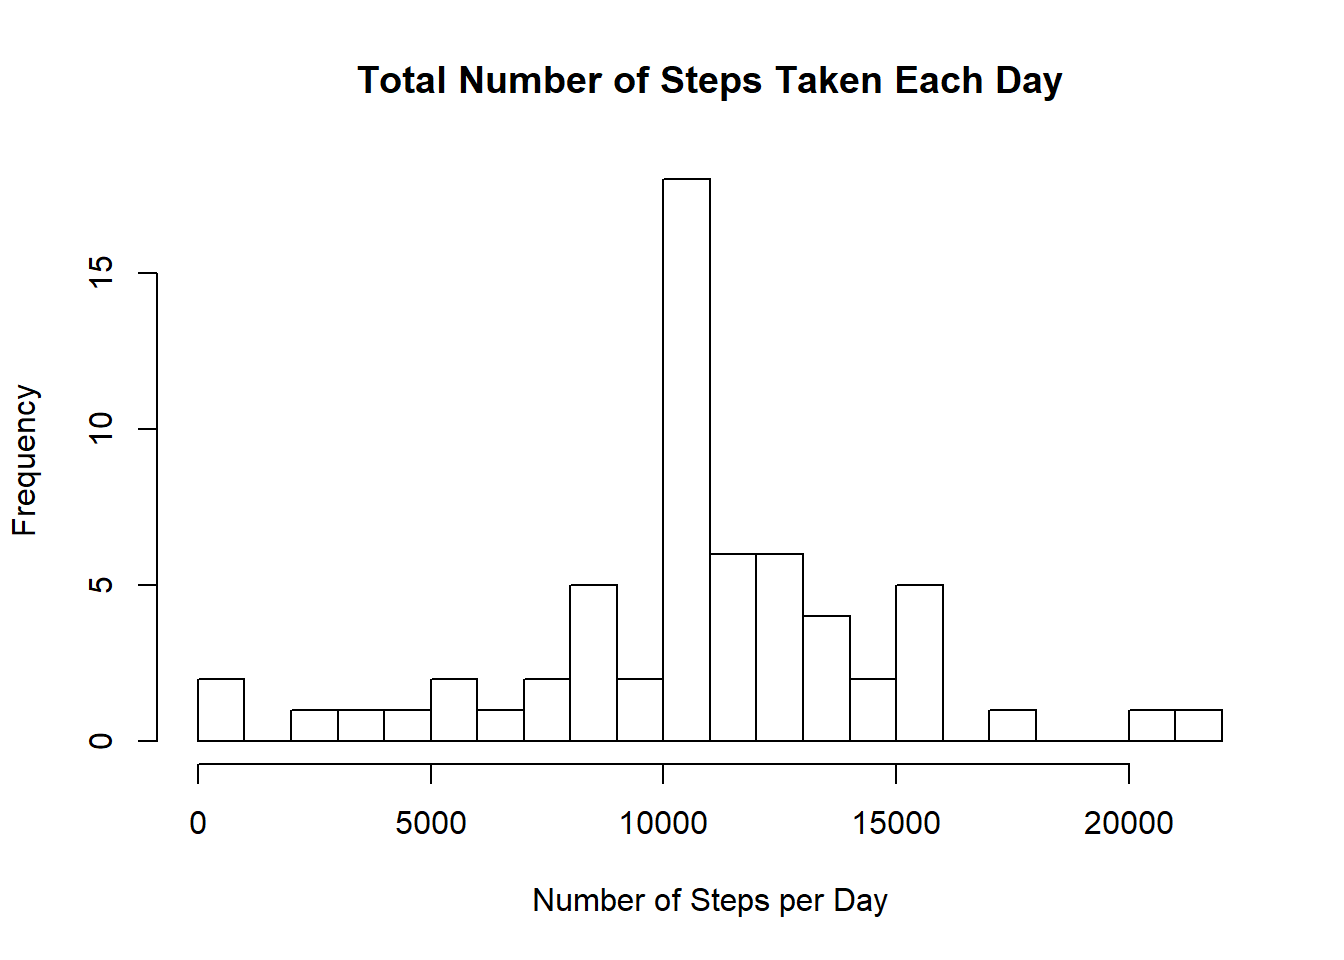 Total Number of Steps Taken Each Day
Frequency
15
10
5
0
0 5000 10000 15000 20000
Number of Steps per Day